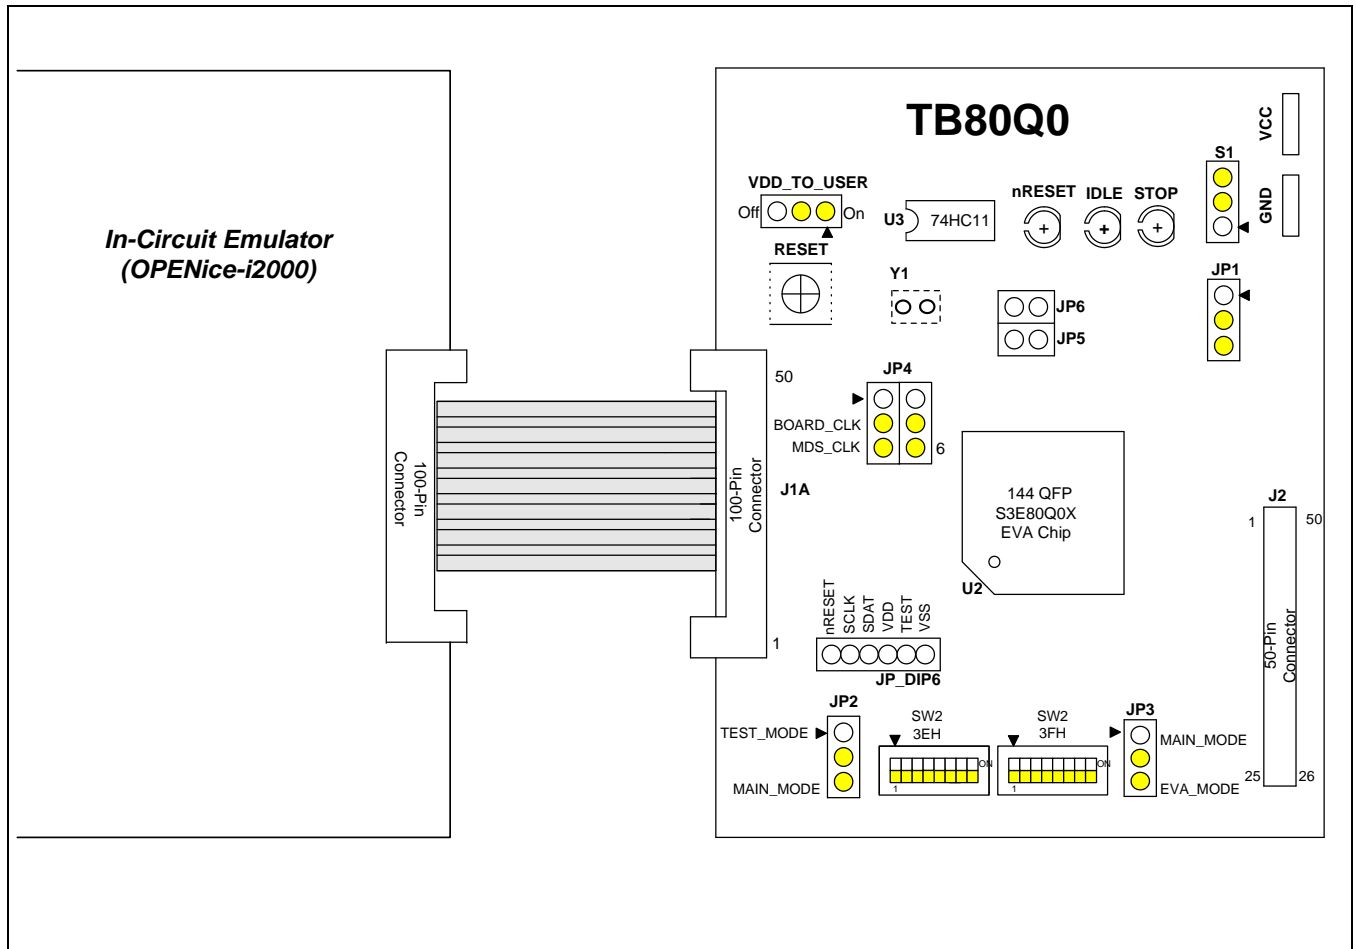 TB80Q0
VCC
GND
S1
VDD_TO_USER
Off
On
U3
74HC11
nRESET
IDLE
STOP
In-Circuit Emulator
(OPENice-i2000)
RESET
Y1
JP6
JP5
JP1
JP4
BOARD_CLK
MDS_CLK
6
50
100-Pin
Connector
100-Pin
Connector
J1A
1
144 QFP
S3E80Q0X
EVA Chip
U2
J2
1
50
50-Pin
Connector
25
26
nRESET
SCLK
SDAT
VDD
TEST
VSS
JP_DIP6
JP2
TEST_MODE
MAIN_MODE
SW2
3EH
ON
1
SW2
3FH
ON
1
JP3
MAIN_MODE
EVA_MODE